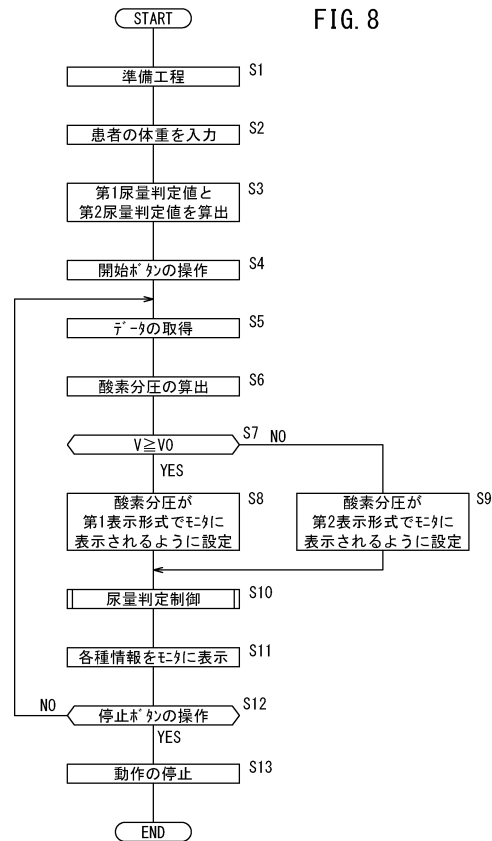 FIG. 8
START
準備工程
S1
患者の体重を入力
S2
第1尿量判定値と
第2尿量判定値を算出
S3
開始ﾎﾞﾀﾝの操作
S4
ﾃﾞｰﾀの取得
S5
酸素分圧の算出
S6
V≧V0
S7
NO
YES
酸素分圧が
第1表示形式でﾓﾆﾀに
表示されるように設定
S8
酸素分圧が
第2表示形式でﾓﾆﾀに
表示されるように設定
S9
尿量判定制御
S10
各種情報をﾓﾆﾀに表示
S11
停止ﾎﾞﾀﾝの操作
S12
NO
YES
動作の停止
S13
END